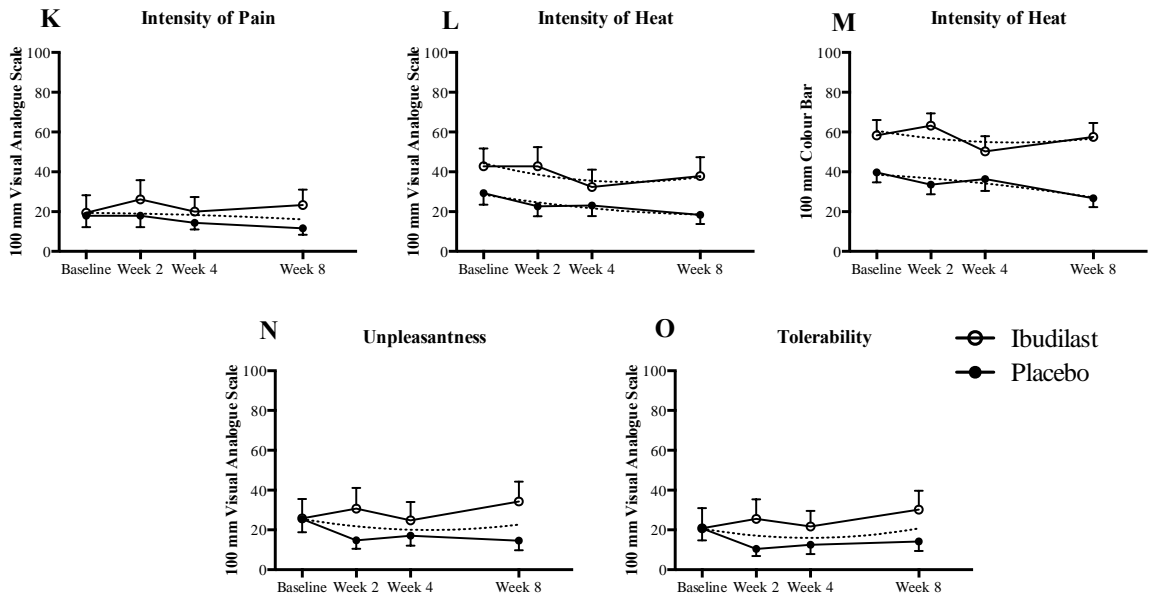 K
Intensity of Pain
100 mm Visual Analogue Scale
100
80
60
40
20
0
Baseline Week 2 Week 4 Week 8
L
Intensity of Heat
100 mm Visual Analogue Scale
100
80
60
40
20
0
Baseline Week 2 Week 4 Week 8
M
Intensity of Heat
100 mm Colour Bar
100
80
60
40
20
0
Baseline Week 2 Week 4 Week 8
N
Unpleasantness
100 mm Visual Analogue Scale
100
80
60
40
20
0
Baseline Week 2 Week 4 Week 8
O
Tolerability
100 mm Visual Analogue Scale
100
80
60
40
20
0
Baseline Week 2 Week 4 Week 8
Ibudilast
Placebo